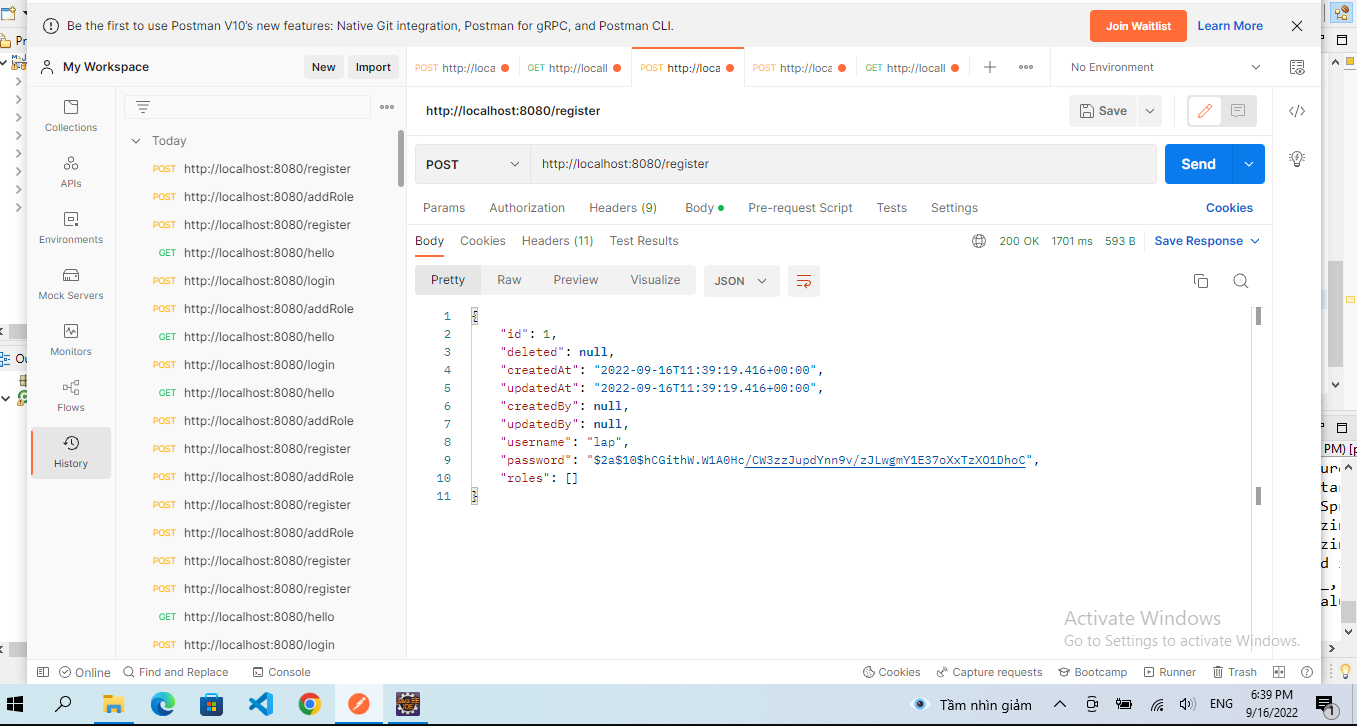 Be the first to use Postman V10's new features: Native Git integration, Postman for gRPC, and Postman CLI.
Join Waitlist
Learn More
My Workspace
New
Import
POST http://loca
GET http://locall
POST http://loca
POST http://loca
GET http://locall
No Environment
Collections
APIs
Environments
Mock Servers
Monitors
Flows
History
Today
POST http://localhost:8080/register
POST http://localhost:8080/addRole
POST http://localhost:8080/register
GET http://localhost:8080/hello
POST http://localhost:8080/login
POST http://localhost:8080/addRole
GET http://localhost:8080/hello
POST http://localhost:8080/login
GET http://localhost:8080/hello
POST http://localhost:8080/addRole
POST http://localhost:8080/register
POST http://localhost:8080/addRole
POST http://localhost:8080/register
POST http://localhost:8080/addRole
POST http://localhost:8080/register
POST http://localhost:8080/register
GET http://localhost:8080/hello
POST http://localhost:8080/login
http://localhost:8080/register
Save
POST
http://localhost:8080/register
Send
Params Authorization Headers (9) Body Pre-request Script Tests Settings Cookies
Body Cookies Headers (11) Test Results 200 OK 1701 ms 593 B Save Response
Pretty Raw Preview Visualize JSON
1 {
2 "id": 1,
3 "deleted": null,
4 "createdAt": "2022-09-16T11:39:19.416+00:00",
5 "updatedAt": "2022-09-16T11:39:19.416+00:00",
6 "createdBy": null,
7 "updatedBy": null,
8 "username": "lap",
9 "password": "$2a$10$hCGithW.W1A0Hc/CW3zzJupdYnn9v/zJLwgmY1E37oXxTzXO1DhoC",
10 "roles": []
11 }
Activate Windows
Go to Settings to activate Windows.
Online Find and Replace Console Cookies Capture requests Bootcamp Runner Trash
Tầm nhìn giảm
ENG
6:39 PM
9/16/2022
1